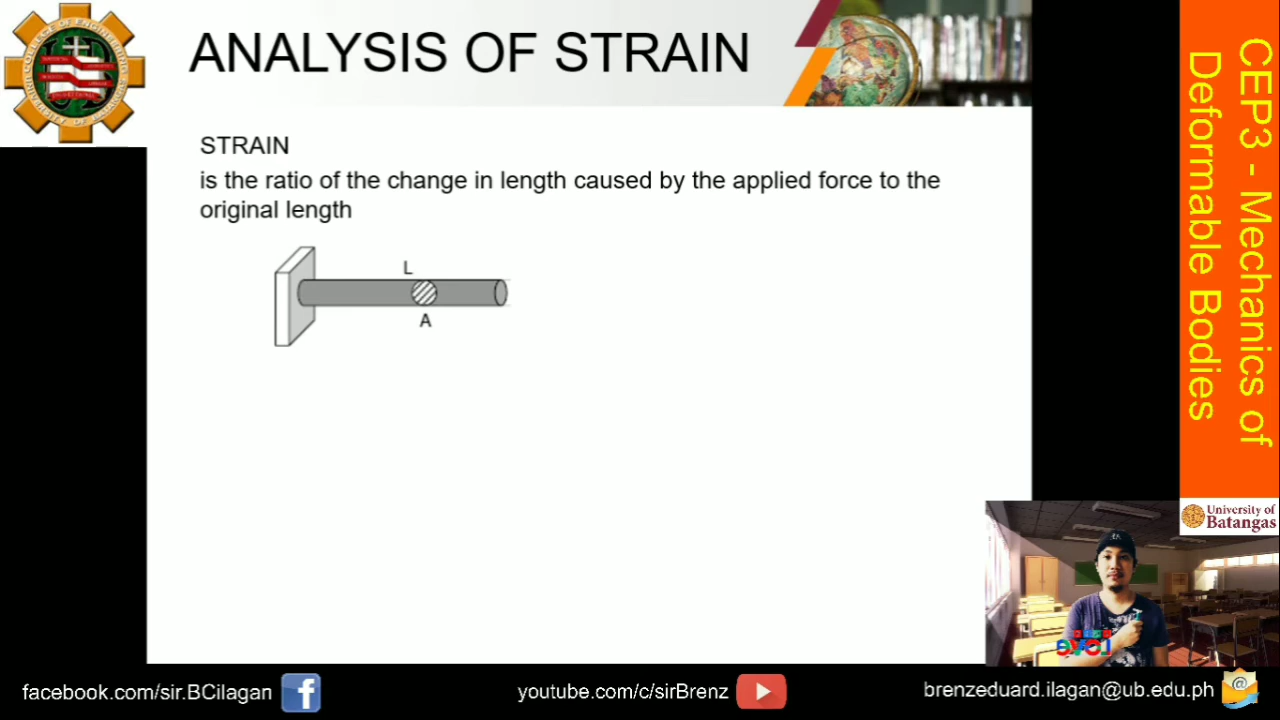 ANALYSIS OF STRAIN
STRAIN
is the ratio of the change in length caused by the applied force to the
original length
L
A
CEP3 - Mechanics of
Deformable Bodies
University of
Batangas
facebook.com/sir.BCilagan
youtube.com/c/sirBrenz
brenzeduard.ilagan@ub.edu.ph